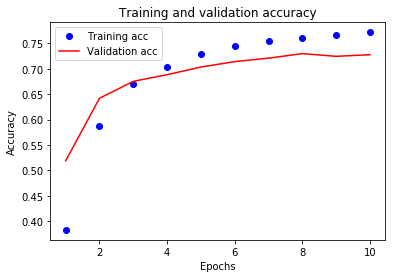 Training and validation accuracy
Training acc
Validation acc
0.75
0.70
0.65
0.60
0.55
0.50
0.45
0.40
Accuracy
2 4 6 8 10
Epochs